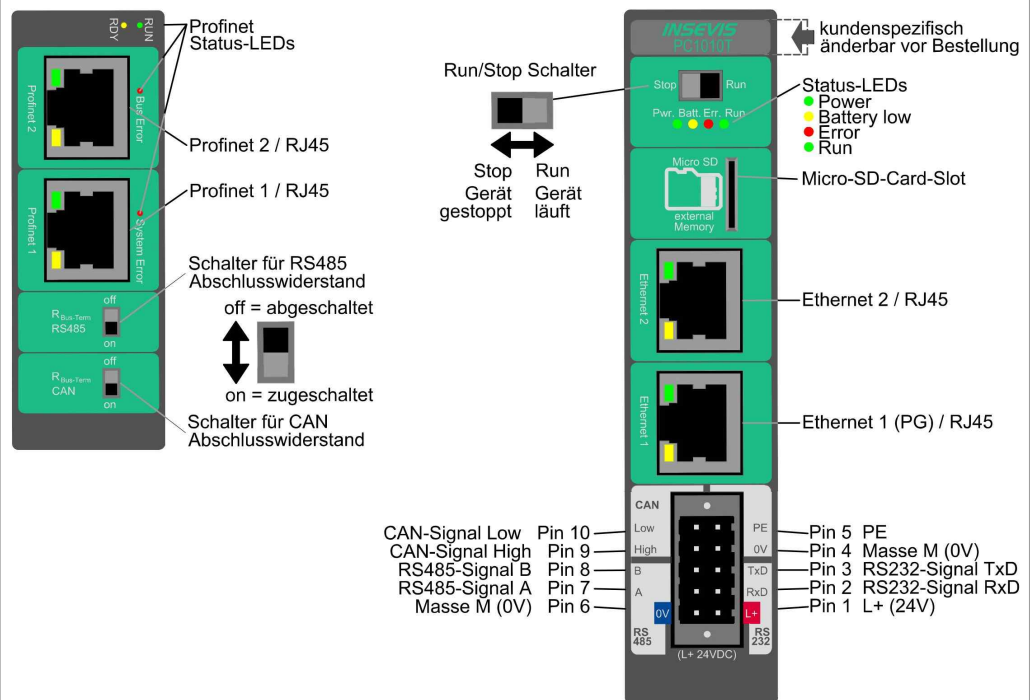 RDY
RUN
Profinet
Status-LEDs
Profinet 2
Bus Error
Profinet 2 / RJ45
Profinet 1
System Error
Profinet 1 / RJ45
off
R Bus-Term
RS485
on
Schalter für RS485
Abschlusswiderstand
off = abgeschaltet
on = zugeschaltet
off
R Bus-Term
CAN
on
Schalter für CAN
Abschlusswiderstand
INSEVIS
PC1010T
kundenspezifisch
änderbar vor Bestellung
Run/Stop Schalter
Stop Run
Gerät Gerät
gestoppt läuft
Stop Run
Pwr. Batt. Err. Run
Status-LEDs
Power
Battery low
Error
Run
Micro SD
external
Memory
Micro-SD-Card-Slot
Ethernet 2
Ethernet 2 / RJ45
Ethernet 1
Ethernet 1 (PG) / RJ45
CAN
Low
High
B
A
0V
RS
485
PE
0V
TxD
RxD
L+
RS
232
(L+ 24VDC)
CAN-Signal Low Pin 10
CAN-Signal High Pin 9
RS485-Signal B Pin 8
RS485-Signal A Pin 7
Masse M (0V) Pin 6
Pin 5 PE
Pin 4 Masse M (0V)
Pin 3 RS232-Signal TxD
Pin 2 RS232-Signal RxD
Pin 1 L+ (24V)